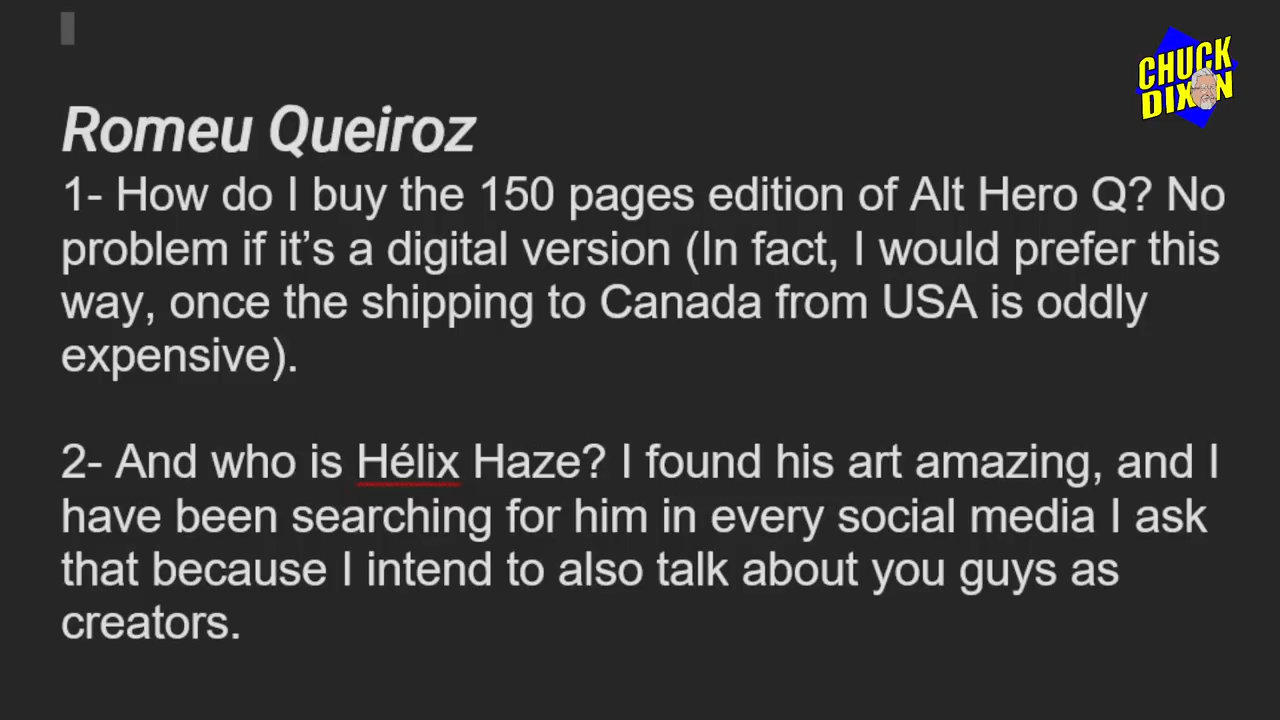 CHUCK
DIXON
Romeu Queiroz
1- How do I buy the 150 pages edition of Alt Hero Q? No
problem if it’s a digital version (In fact, I would prefer this
way, once the shipping to Canada from USA is oddly
expensive).
2- And who is Hélix Haze? I found his art amazing, and I
have been searching for him in every social media I ask
that because I intend to also talk about you guys as
creators.